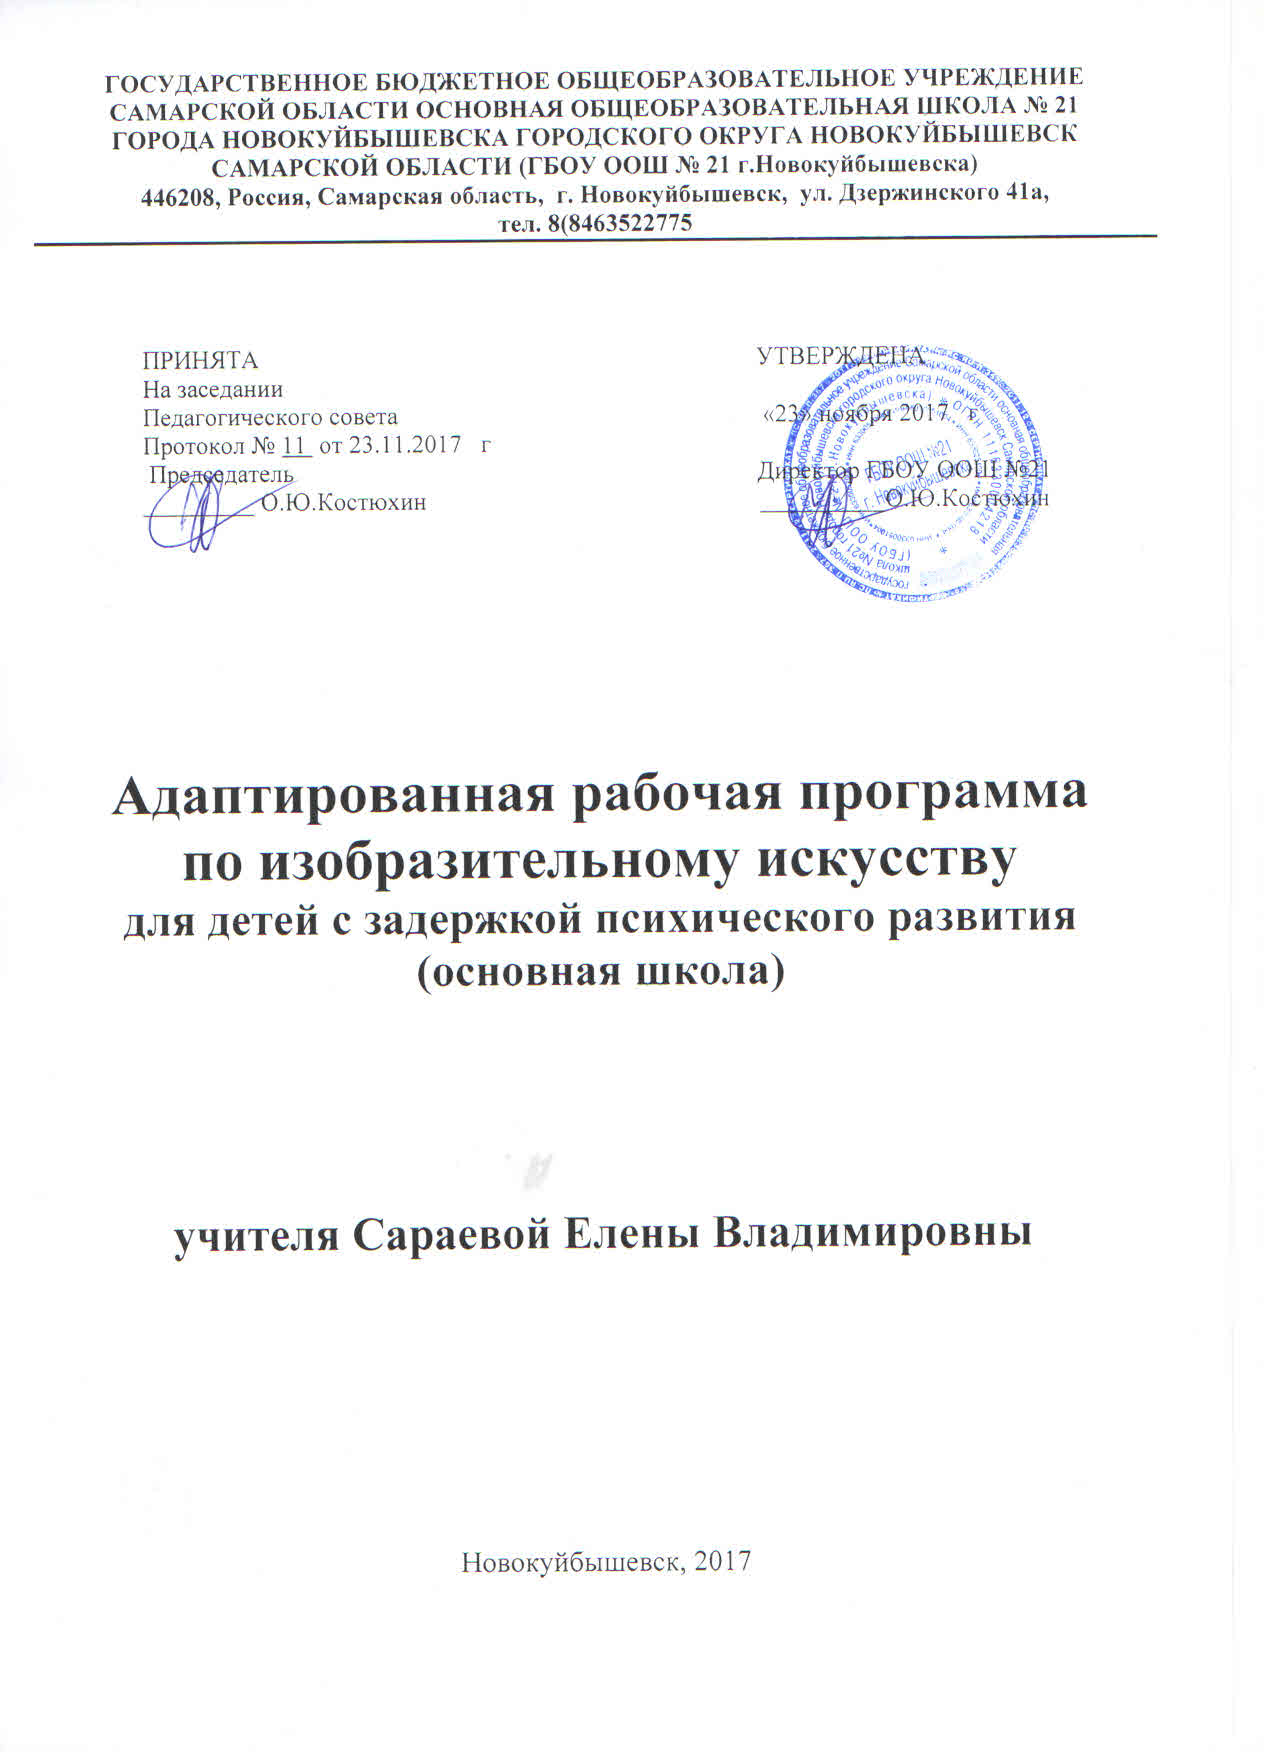 ГОСУДАРСТВЕННОЕ БЮДЖЕТНОЕ ОБЩЕОБРАЗОВАТЕЛЬНОЕ УЧРЕЖДЕНИЕ
САМАРСКОЙ ОБЛАСТИ ОСНОВНАЯ ОБЩЕОБРАЗОВАТЕЛЬНАЯ ШКОЛА № 21
ГОРОДА НОВОКУЙБЫШЕВСКА ГОРОДСКОГО ОКРУГА НОВОКУЙБЫШЕВСК
САМАРСКОЙ ОБЛАСТИ (ГБОУ ООШ № 21 г.Новокуйбышевска)
446208, Россия, Самарская область,  г. Новокуйбышевск,  ул. Дзержинского 41а,
тел. 8(8463522775
ПРИНЯТА
На заседании
Педагогического совета
Протокол № 11 от 23.11.2017 г
Председатель
О.Ю.Костюхин
УТВЕРЖДЕНА
«23» ноября 2017 г
Директор ГБОУ ООШ №21
О.Ю.Костюхин
ГБОУ ООШ №21
г. Новокуйбышевска
Адаптированная рабочая программа
по изобразительному искусству
для детей с задержкой психического развития
(основная школа)
учителя Сараевой Елены Владимировны
Новокуйбышевск, 2017